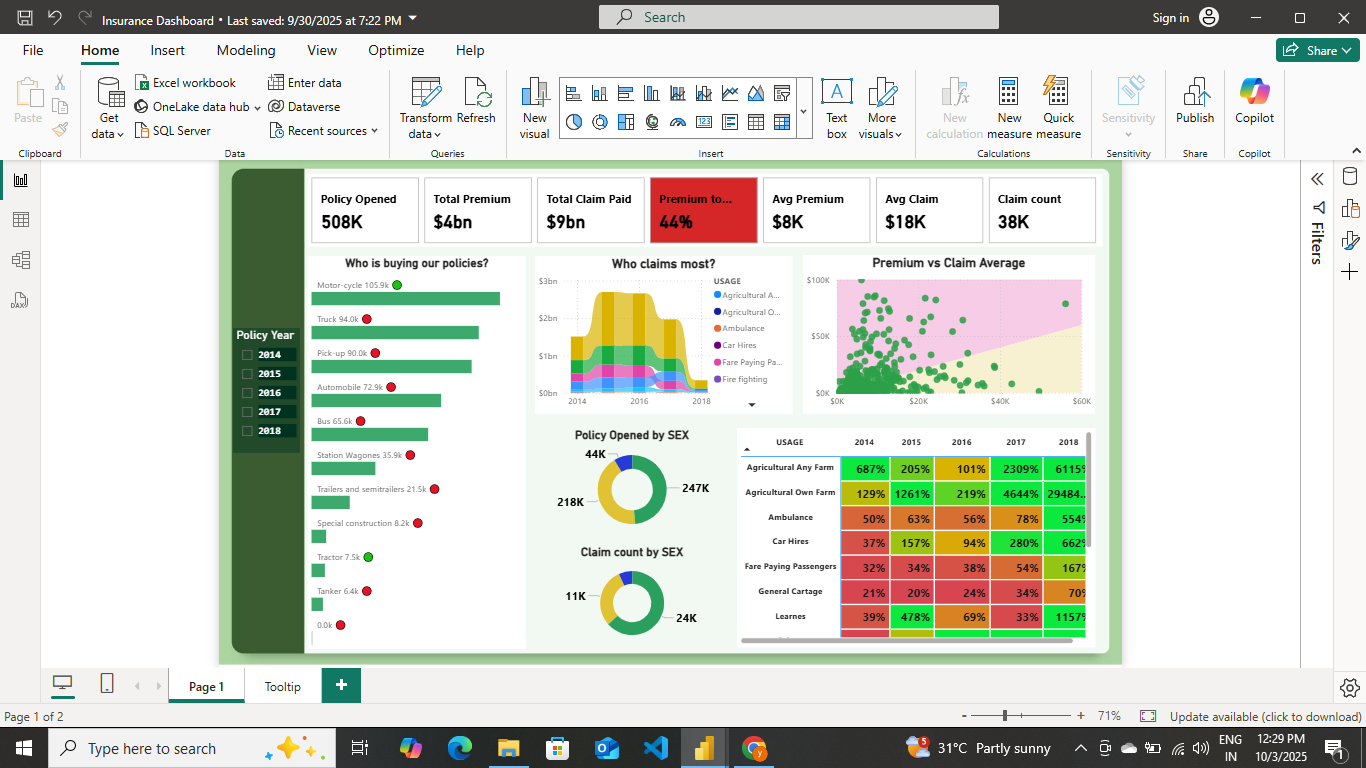 Insurance Dashboard • Last saved: 9/30/2025 at 7:22 PM
Search
Sign in
File Home Insert Modeling View Optimize Help
Share
Paste
Clipboard
Get data
Excel workbook
OneLake data hub
SQL Server
Enter data
Dataverse
Recent sources
Data
Transform data
Refresh
Queries
New visual
Text box
More visuals
Insert
New calculation
New measure
Quick measure
Calculations
Sensitivity
Sensitivity
Publish
Share
Copilot
Copilot
DAX
Filters
Policy Opened
508K
Total Premium
$4bn
Total Claim Paid
$9bn
Premium to...
44%
Avg Premium
$8K
Avg Claim
$18K
Claim count
38K
Policy Year
2014
2015
2016
2017
2018
Who is buying our policies?
Motor-cycle 105.9k
Truck 94.0k
Pick-up 90.0k
Automobile 72.9k
Bus 65.6k
Station Wagones 35.9k
Trailers and semitrailers 21.5k
Special construction 8.2k
Tractor 7.5k
Tanker 6.4k
0.0k
Who claims most?
$3bn
$2bn
$1bn
$0bn
2014 2016 2018
USAGE
Agricultural A...
Agricultural O...
Ambulance
Car Hires
Fare Paying Pa...
Fire fighting
Premium vs Claim Average
$100K
$50K
$0K
$0K $20K $40K $60K
Policy Opened by SEX
44K
218K
247K
Claim count by SEX
11K
24K
USAGE 2014 2015 2016 2017 2018
Agricultural Any Farm 687% 205% 101% 2309% 6115%
Agricultural Own Farm 129% 1261% 219% 4644% 29484...
Ambulance 50% 63% 56% 78% 554%
Car Hires 37% 157% 94% 280% 662%
Fare Paying Passengers 32% 34% 38% 54% 167%
General Cartage 21% 20% 24% 34% 70%
Learnes 39% 478% 69% 33% 1157%
Page 1
Tooltip
Page 1 of 2
71%
Update available (click to download)
Type here to search
5
31°C Partly sunny
ENG
IN
12:29 PM
10/3/2025
1